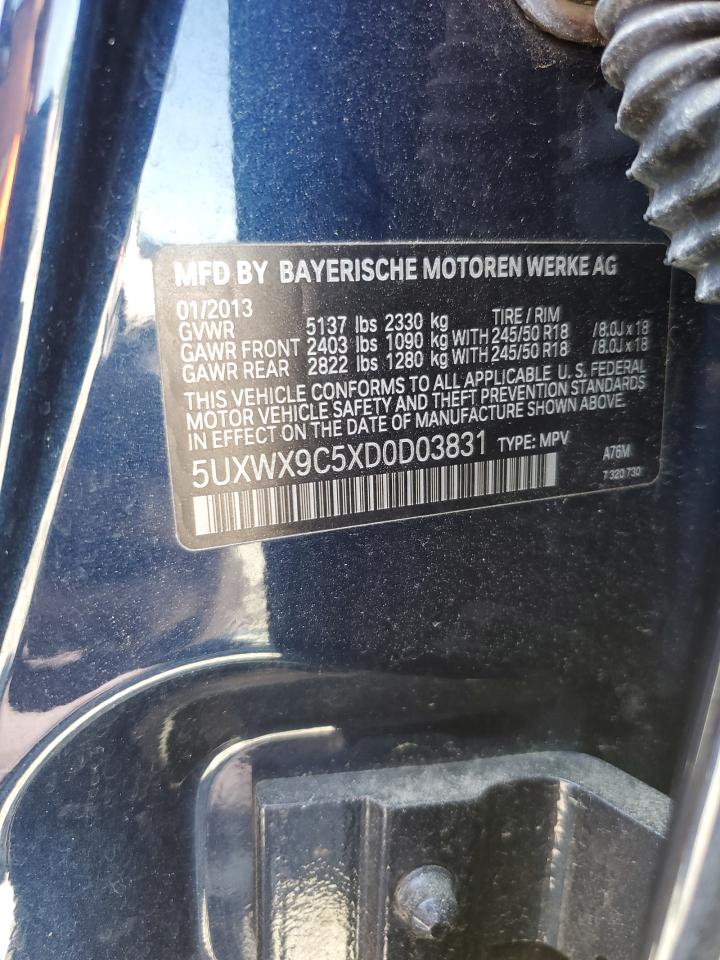 MFD BY BAYERISCHE MOTOREN WERKE AG
01/2013 TIRE / RIM
GVWR 5137 lbs 2330 kg
GAWR FRONT 2403 lbs 1090 kg WITH 245/50 R18 /8.0J x 18
GAWR REAR 2822 lbs 1280 kg WITH 245/50 R18 /8.0J x 18
THIS VEHICLE CONFORMS TO ALL APPLICABLE U. S. FEDERAL
MOTOR VEHICLE SAFETY AND THEFT PREVENTION STANDARDS
IN EFFECT ON THE DATE OF MANUFACTURE SHOWN ABOVE.
5UXWX9C5XD0D03831 TYPE: MPV
A76M
7 320 730